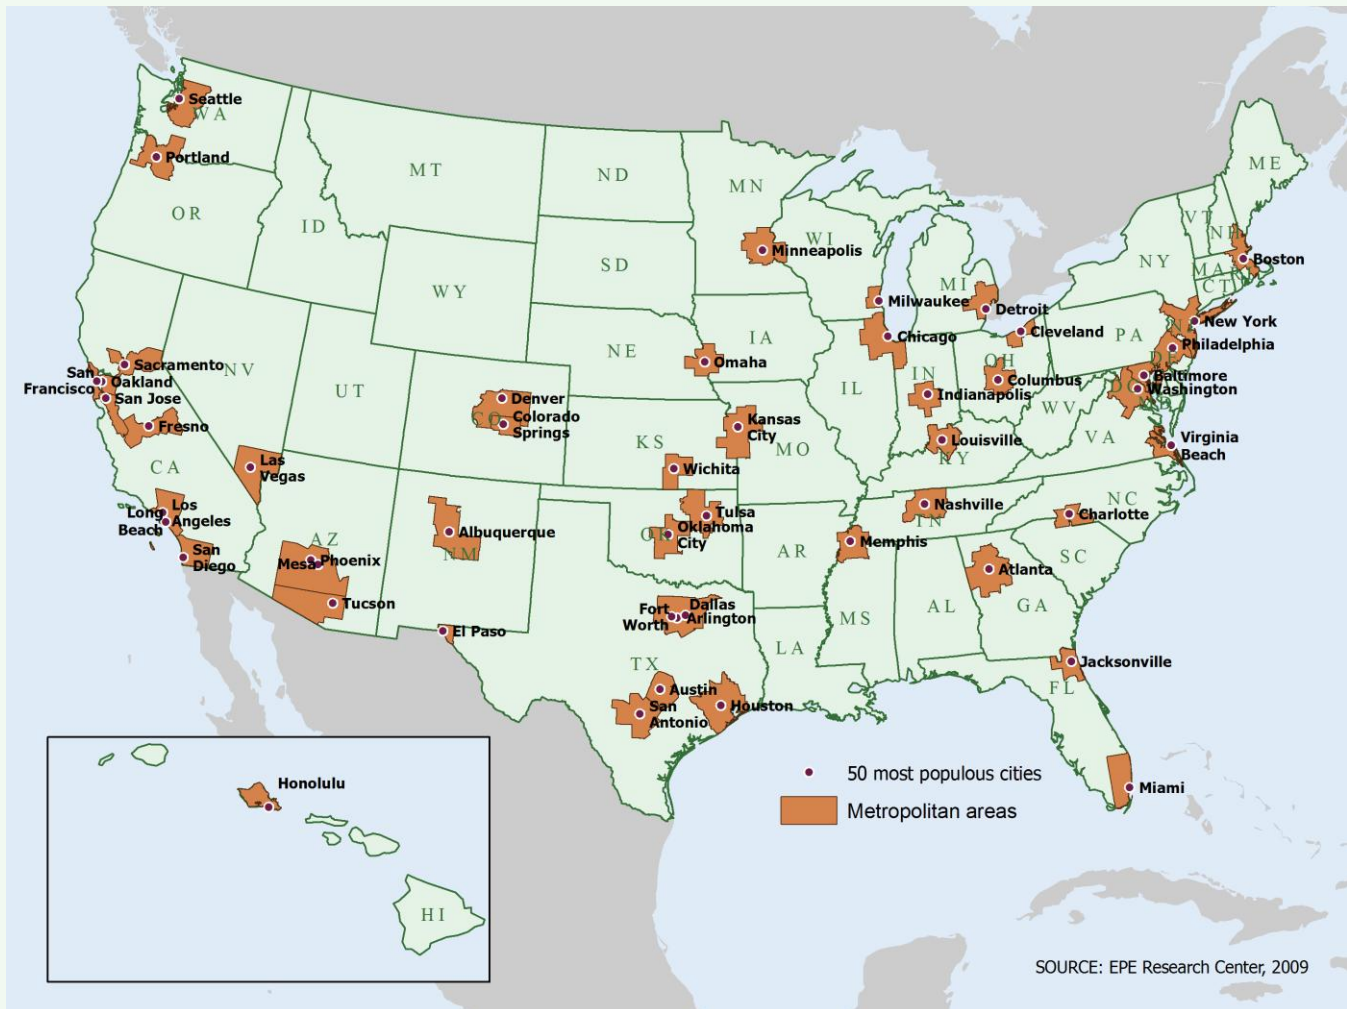 Seattle
WA
Portland
OR
MT
ID
WY
ND
SD
NE
MN
Minneapolis
WI
Milwaukee
Chicago
MI
Detroit
Cleveland
ME
VT
NH
Boston
MA
CT
NY
New York
PA
Philadelphia
Baltimore
Washington
IA
Omaha
IL
IN
Indianapolis
OH
Columbus
WV
VA
Virginia
Beach
Louisville
KY
Sacramento
San
Francisco
Oakland
San Jose
Fresno
NV
UT
CA
Las
Vegas
Denver
CO
Colorado
Springs
KS
Kansas
City
MO
Wichita
Long
Beach
Los
Angeles
San
Diego
AZ
Mesa
Phoenix
Tucson
Albuquerque
NM
El Paso
Tulsa
OK
Oklahoma
City
AR
Memphis
Nashville
TN
NC
Charlotte
SC
Atlanta
GA
AL
MS
LA
Fort
Worth
Dallas
Arlington
TX
Austin
San
Antonio
Houston
Jacksonville
FL
Miami
Honolulu
HI
50 most populous cities
Metropolitan areas
SOURCE: EPE Research Center, 2009